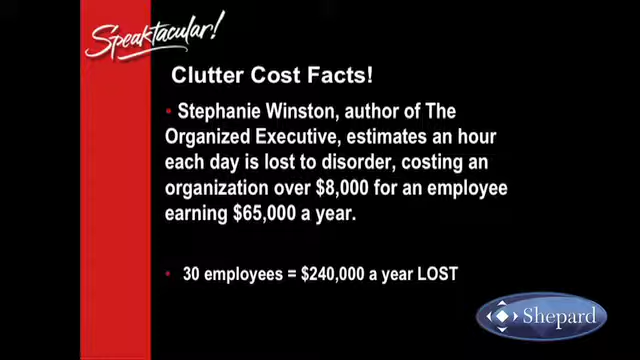 Speaktacular!
Clutter Cost Facts!
• Stephanie Winston, author of The
Organized Executive, estimates an hour
each day is lost to disorder, costing an
organization over $8,000 for an employee
earning $65,000 a year.
• 30 employees = $240,000 a year LOST
Shepard